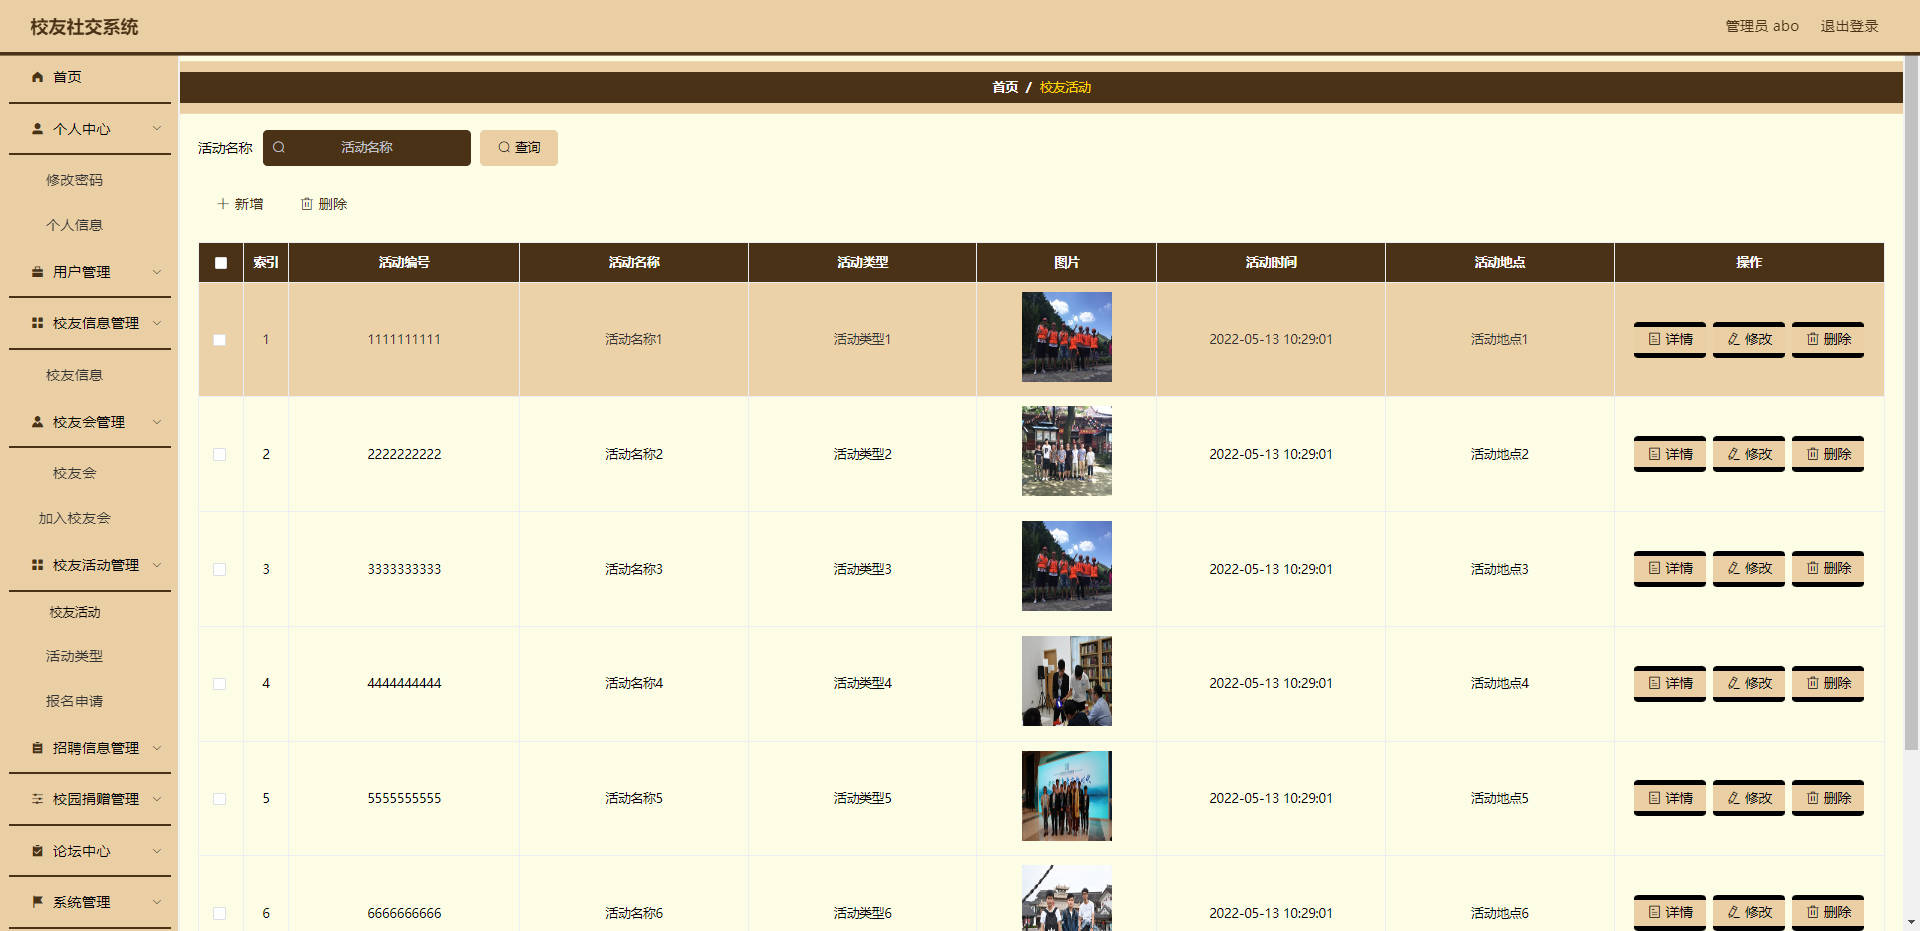 校友社交系统
管理员 abo 退出登录
首页
个人中心
修改密码
个人信息
用户管理
校友信息管理
校友信息
校友会管理
校友会
加入校友会
校友活动管理
校友活动
活动类型
报名申请
招聘信息管理
校园捐赠管理
论坛中心
系统管理
首页 / 校友活动
活动名称 活动名称 查询
新增 删除
索引 活动编号 活动名称 活动类型 图片 活动时间 活动地点 操作
1 1111111111 活动名称1 活动类型1 2022-05-13 10:29:01 活动地点1 详情 修改 删除
2 2222222222 活动名称2 活动类型2 2022-05-13 10:29:01 活动地点2 详情 修改 删除
3 3333333333 活动名称3 活动类型3 2022-05-13 10:29:01 活动地点3 详情 修改 删除
4 4444444444 活动名称4 活动类型4 2022-05-13 10:29:01 活动地点4 详情 修改 删除
5 5555555555 活动名称5 活动类型5 2022-05-13 10:29:01 活动地点5 详情 修改 删除
6 6666666666 活动名称6 活动类型6 2022-05-13 10:29:01 活动地点6 详情 修改 删除